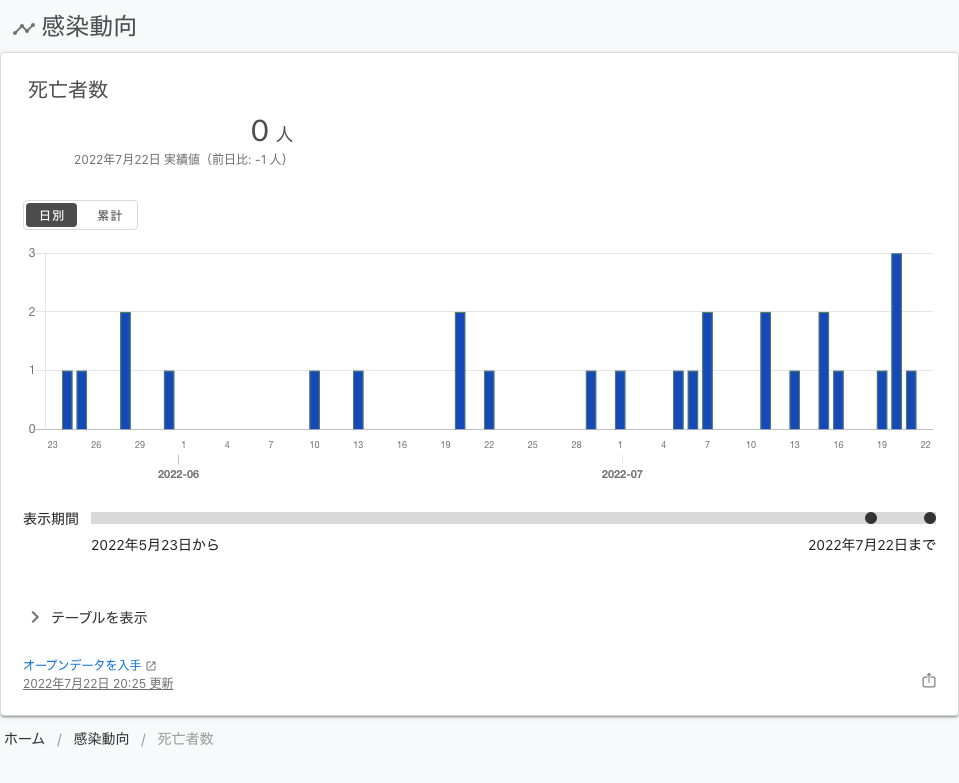 感染動向
死亡者数
0 人
2022年7月22日 実績値（前日比: -1 人）
日別 累計
3
2
1
0
23 26 29 1 4 7 10 13 16 19 22 25 28 1 4 7 10 13 16 19 22
2022-06 2022-07
表示期間
2022年5月23日から 2022年7月22日まで
テーブルを表示
オープンデータを入手
2022年7月22日 20:25 更新
ホーム / 感染動向 / 死亡者数